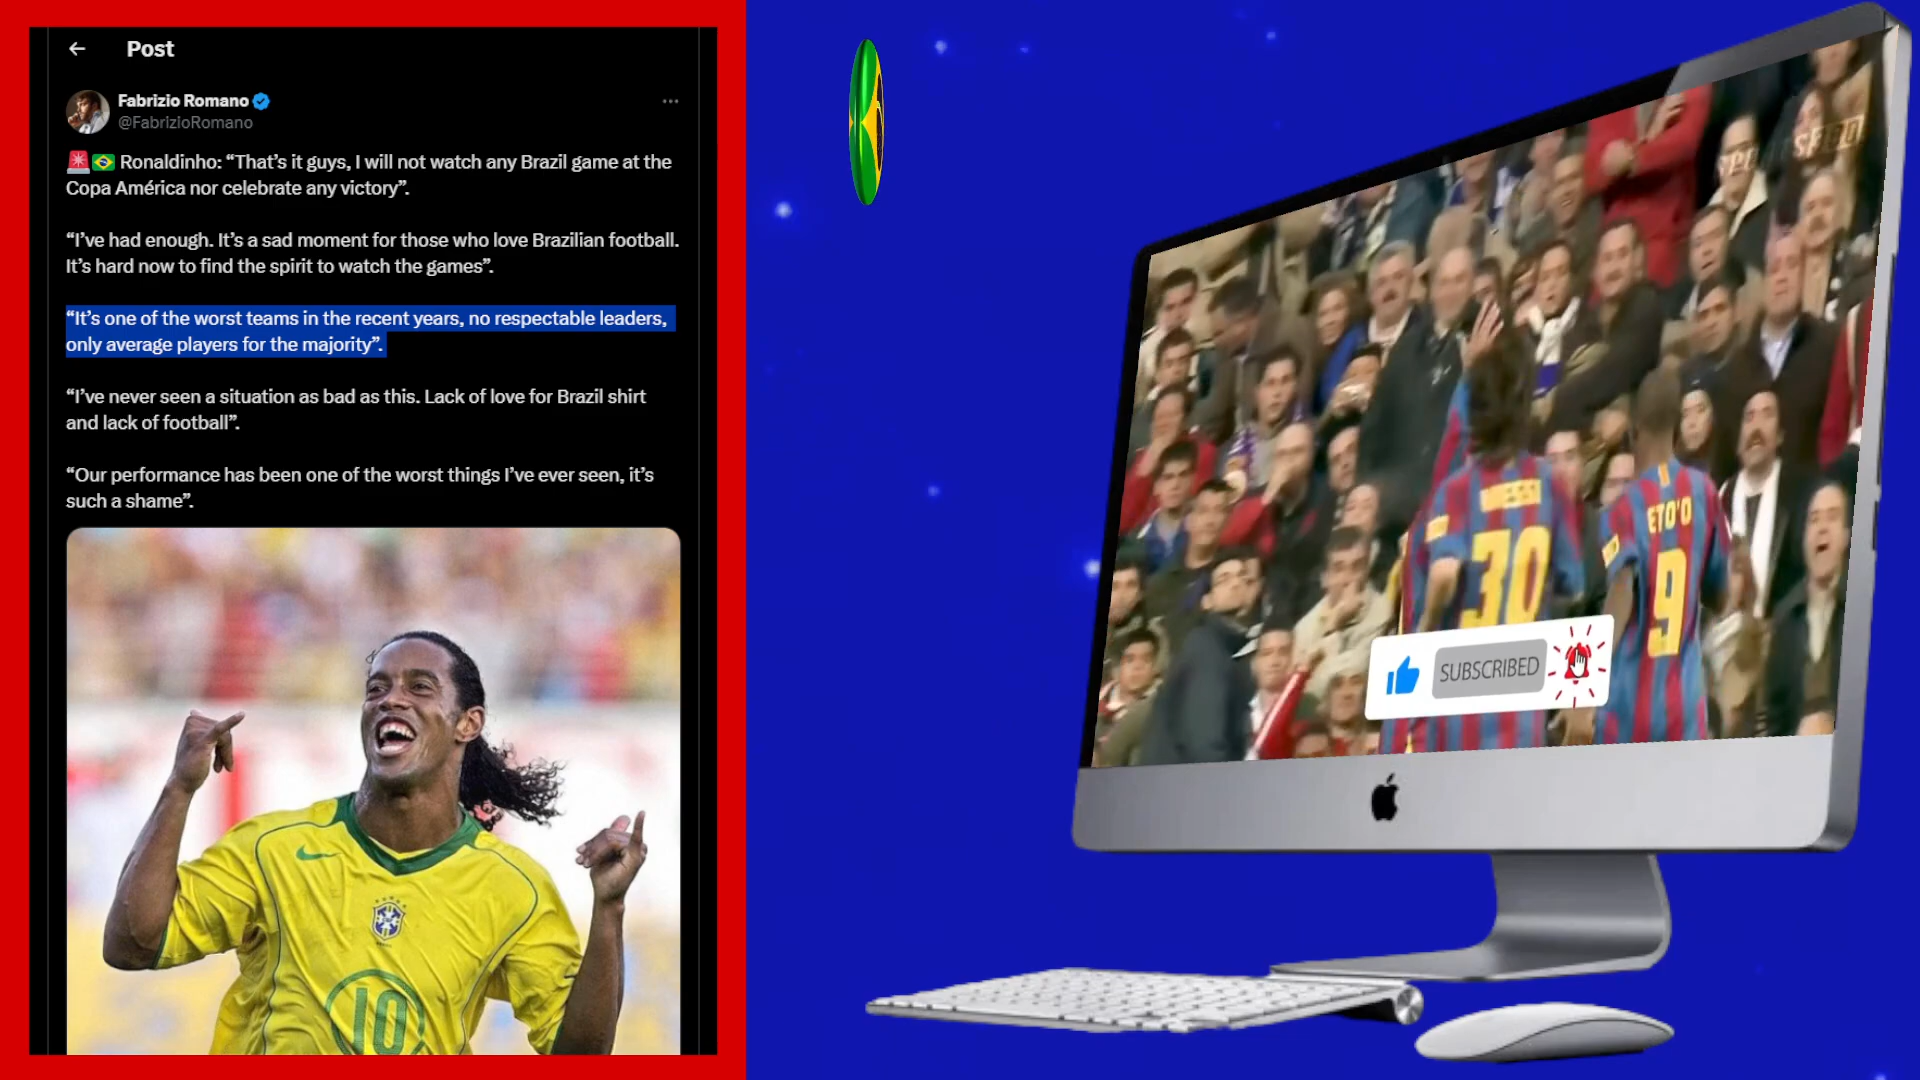 Post
Fabrizio Romano
@FabrizioRomano
Ronaldinho: “That’s it guys, I will not watch any Brazil game at the
Copa América nor celebrate any victory”.
“I’ve had enough. It’s a sad moment for those who love Brazilian football.
It’s hard now to find the spirit to watch the games”.
“It’s one of the worst teams in the recent years, no respectable leaders,
only average players for the majority”.
“I’ve never seen a situation as bad as this. Lack of love for Brazil shirt
and lack of football”.
“Our performance has been one of the worst things I’ve ever seen, it’s
such a shame”.
10
MESSI
30
ETO'O
9
SUBSCRIBED